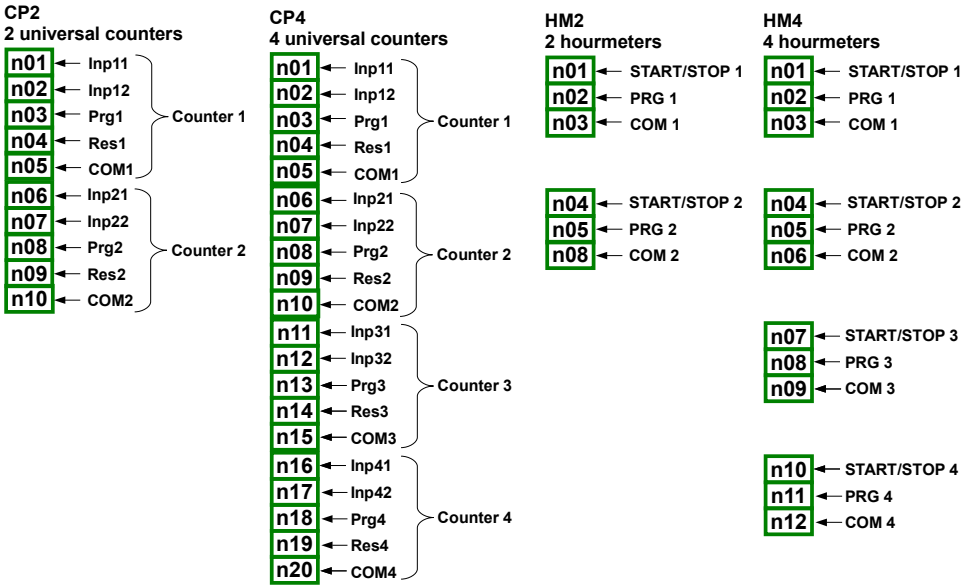 CP2
2 universal counters
n01 Inp11
n02 Inp12
n03 Prg1
n04 Res1
n05 COM1
Counter 1
n06 Inp21
n07 Inp22
n08 Prg2
n09 Res2
n10 COM2
Counter 2
CP4
4 universal counters
n01 Inp11
n02 Inp12
n03 Prg1
n04 Res1
n05 COM1
Counter 1
n06 Inp21
n07 Inp22
n08 Prg2
n09 Res2
n10 COM2
Counter 2
n11 Inp31
n12 Inp32
n13 Prg3
n14 Res3
n15 COM3
Counter 3
n16 Inp41
n17 Inp42
n18 Prg4
n19 Res4
n20 COM4
Counter 4
HM2
2 hourmeters
n01 START/STOP 1
n02 PRG 1
n03 COM 1
n04 START/STOP 2
n05 PRG 2
n08 COM 2
HM4
4 hourmeters
n01 START/STOP 1
n02 PRG 1
n03 COM 1
n04 START/STOP 2
n05 PRG 2
n06 COM 2
n07 START/STOP 3
n08 PRG 3
n09 COM 3
n10 START/STOP 4
n11 PRG 4
n12 COM 4